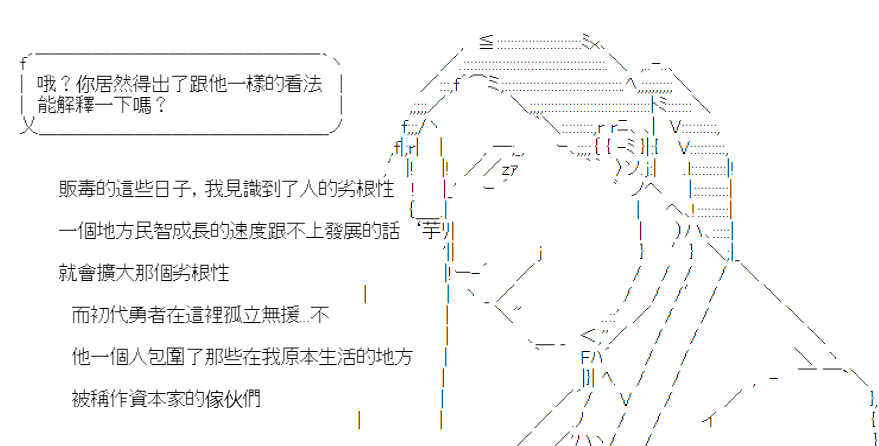 哦？你居然得出了跟他一樣的看法
能解釋一下嗎？
販毒的這些日子，我見識到了人的劣根性
一個地方民智成長的速度跟不上發展的話
就會擴大那個劣根性
而初代勇者在這裡孤立無援...不
他一個人包圍了那些在我原本生活的地方
被稱作資本家的傢伙們